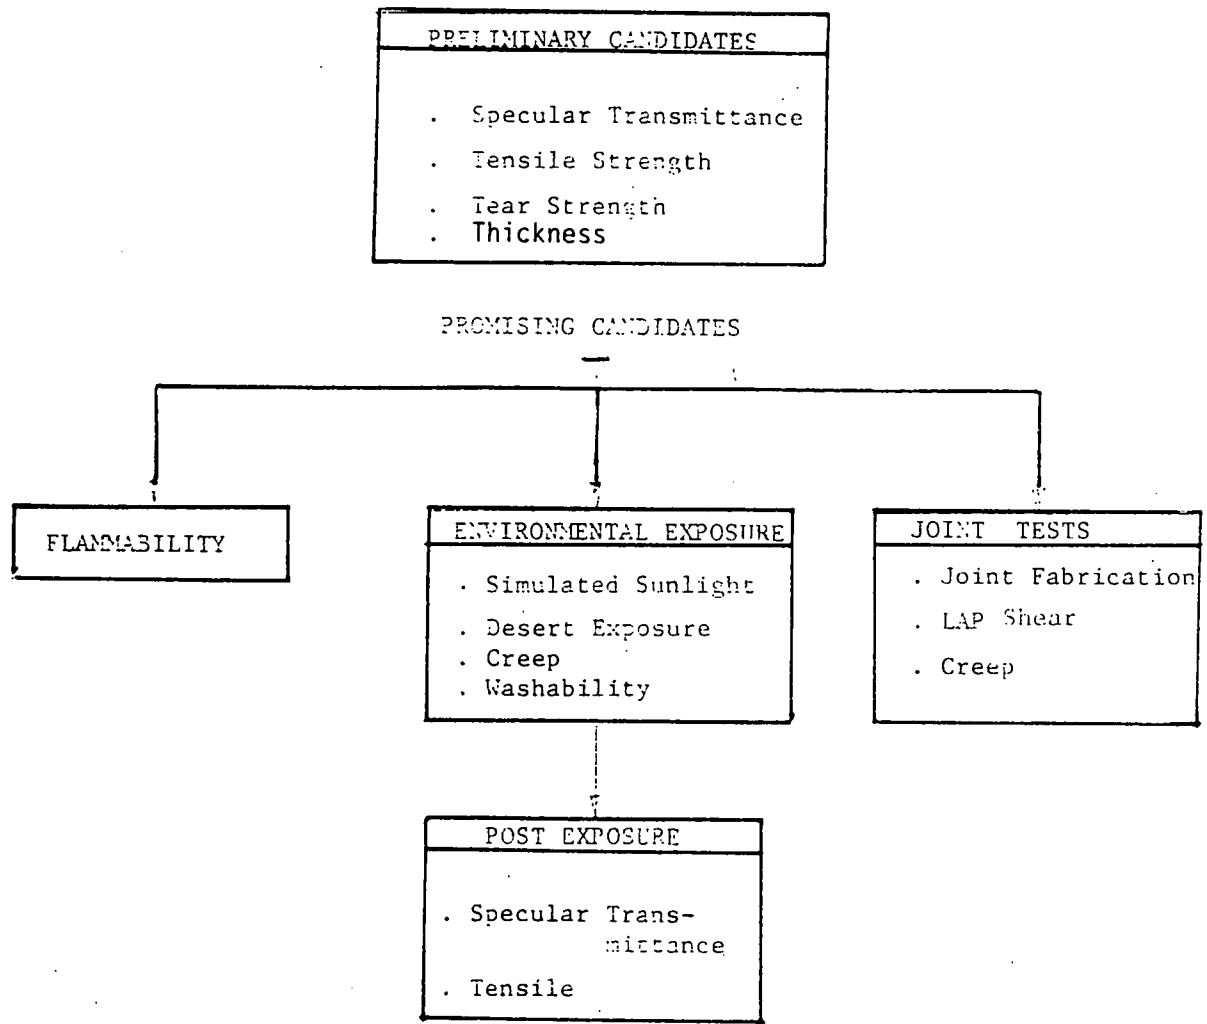 PRELIMINARY CANDIDATES
. Specular Transmittance
. Tensile Strength
. Tear Strength
. Thickness
PROMISING CANDIDATES
FLAMMABILITY
ENVIRONMENTAL EXPOSURE
. Simulated Sunlight
. Desert Exposure
. Creep
. Washability
JOINT TESTS
. Joint Fabrication
. LAP Shear
. Creep
POST EXPOSURE
. Specular Trans-
mittance
. Tensile